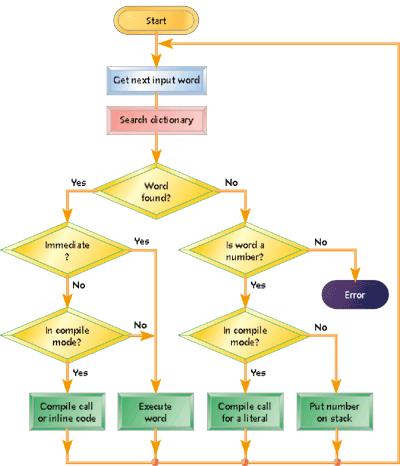 Start
Get next input word
Search dictionary
Yes
Word
found?
No
Immediate
?
Yes
Is word a
number?
No
No
Yes
Error
In compile
mode?
No
In compile
mode?
No
Yes
Yes
Compile call
or inline code
Execute
word
Compile call
for a literal
Put number
on stack